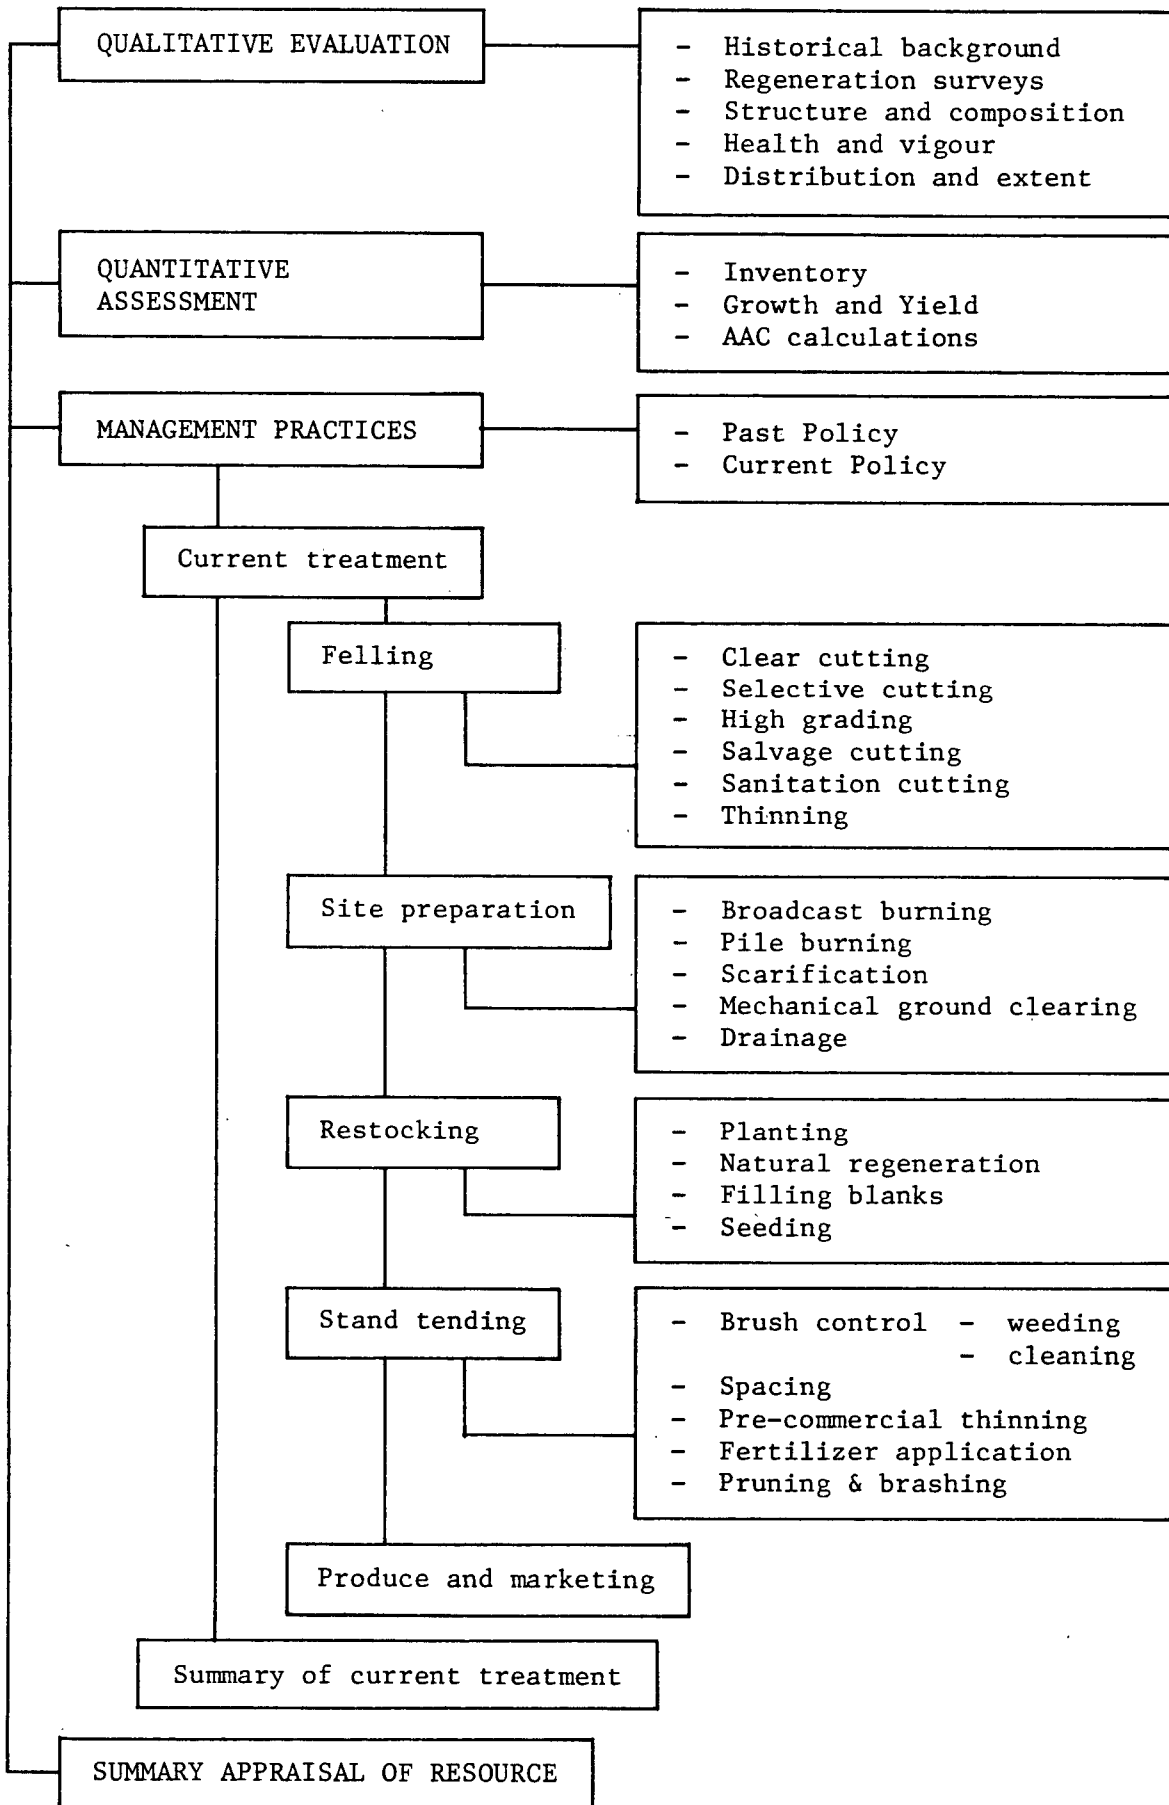 QUALITATIVE EVALUATION
- Historical background
- Regeneration surveys
- Structure and composition
- Health and vigour
- Distribution and extent
QUANTITATIVE
ASSESSMENT
- Inventory
- Growth and Yield
- AAC calculations
MANAGEMENT PRACTICES
- Past Policy
- Current Policy
Current treatment
Felling
- Clear cutting
- Selective cutting
- High grading
- Salvage cutting
- Sanitation cutting
- Thinning
Site preparation
- Broadcast burning
- Pile burning
- Scarification
- Mechanical ground clearing
- Drainage
Restocking
- Planting
- Natural regeneration
- Filling blanks
- Seeding
Stand tending
- Brush control - weeding
- cleaning
- Spacing
- Pre-commercial thinning
- Fertilizer application
- Pruning & brashing
Produce and marketing
Summary of current treatment
SUMMARY APPRAISAL OF RESOURCE